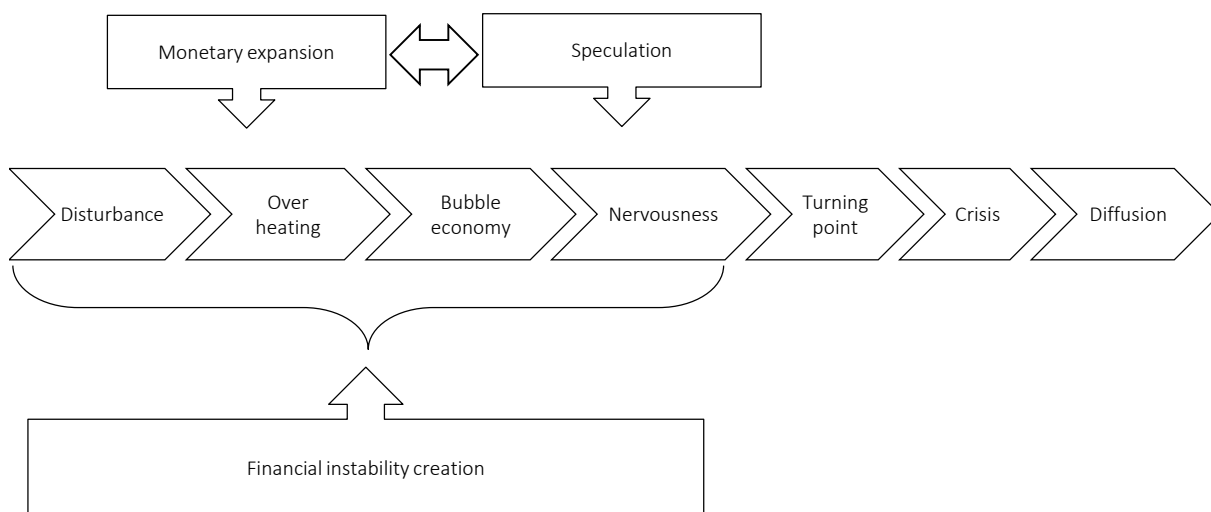 Monetary expansion
Speculation
Disturbance
Over
heating
Bubble
economy
Nervousness
Turning
point
Crisis
Diffusion
Financial instability creation